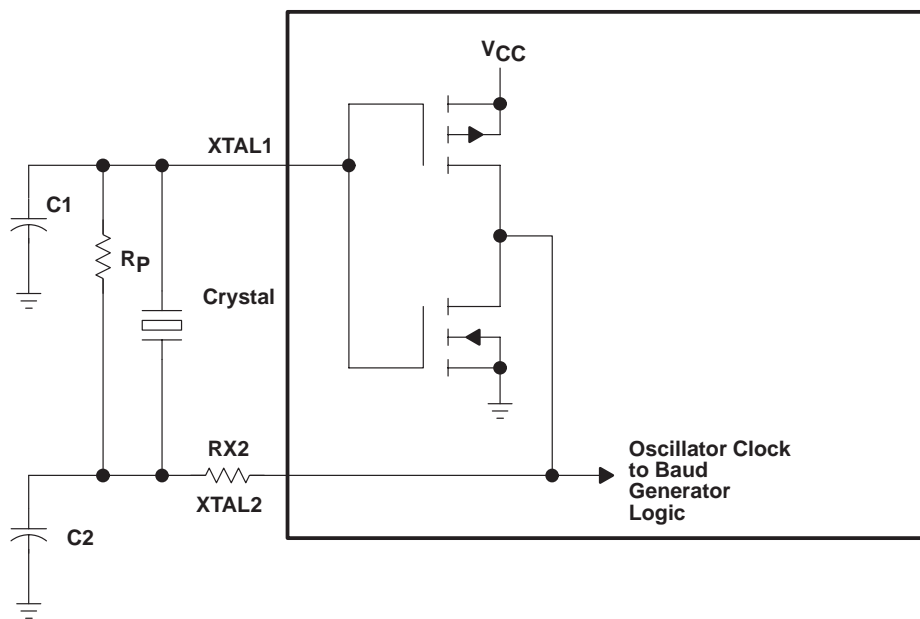 VCC
XTAL1
C1
RP
Crystal
RX2
XTAL2
Oscillator Clock
to Baud
Generator
Logic
C2